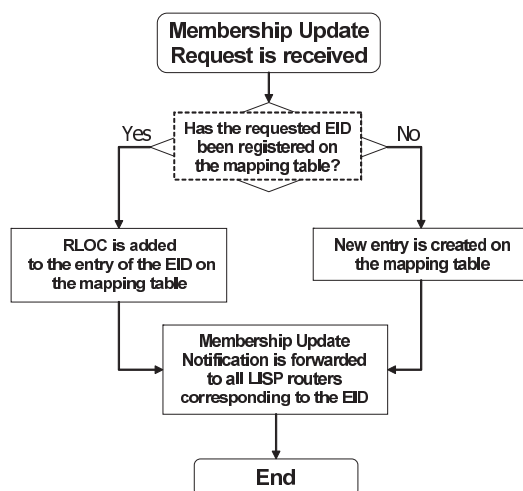 Membership Update
Request is received
Yes
Has the requested EID
been registered on
the mapping table?
No
RLOC is added
to the entry of the EID on
the mapping table
New entry is created on
the mapping table
Membership Update
Notification is forwarded
to all LISP routers
corresponding to the EID
End